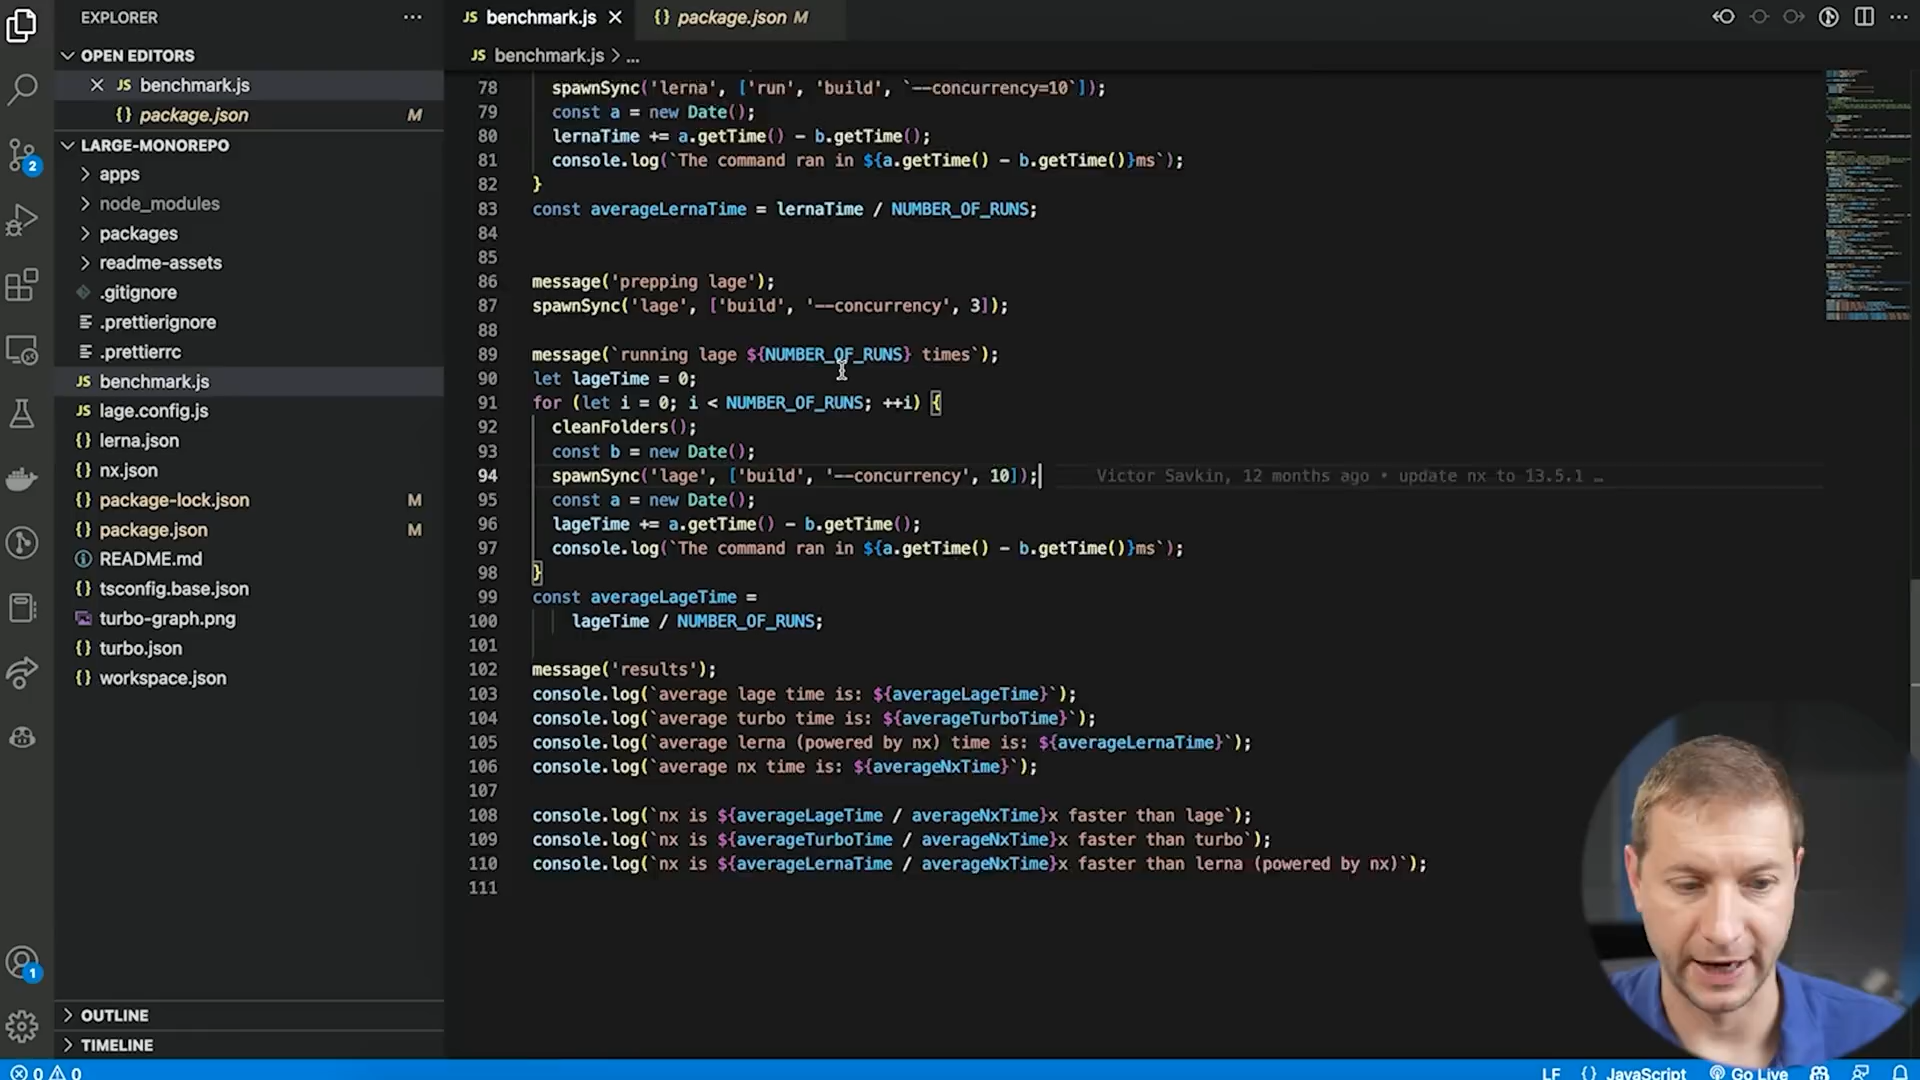 EXPLORER
OPEN EDITORS
JS benchmark.js
{} package.json M
LARGE-MONOREPO
apps
node_modules
packages
readme-assets
.gitignore
.prettierignore
.prettierrc
JS benchmark.js
JS lage.config.js
{} lerna.json
{} nx.json
{} package-lock.json M
{} package.json M
README.md
{} tsconfig.base.json
turbo-graph.png
{} turbo.json
{} workspace.json
OUTLINE
TIMELINE
2
1
JS benchmark.js
{} package.json M
JS benchmark.js > ...
78 spawnSync('lerna', ['run', 'build', `--concurrency=10`]);
79 const a = new Date();
80 lernaTime += a.getTime() - b.getTime();
81 console.log(`The command ran in ${a.getTime() - b.getTime()}ms`);
82 }
83 const averageLernaTime = lernaTime / NUMBER_OF_RUNS;
84
85
86 message('prepping lage');
87 spawnSync('lage', ['build', '--concurrency', 3]);
88
89 message(`running lage ${NUMBER_OF_RUNS} times`);
90 let lageTime = 0;
91 for (let i = 0; i < NUMBER_OF_RUNS; ++i) {
92 cleanFolders();
93 const b = new Date();
94 spawnSync('lage', ['build', '--concurrency', 10]); Victor Savkin, 12 months ago • update nx to 13.5.1 …
95 const a = new Date();
96 lageTime += a.getTime() - b.getTime();
97 console.log(`The command ran in ${a.getTime() - b.getTime()}ms`);
98 }
99 const averageLageTime =
100 lageTime / NUMBER_OF_RUNS;
101
102 message('results');
103 console.log(`average lage time is: ${averageLageTime}`);
104 console.log(`average turbo time is: ${averageTurboTime}`);
105 console.log(`average lerna (powered by nx) time is: ${averageLernaTime}`);
106 console.log(`average nx time is: ${averageNxTime}`);
107
108 console.log(`nx is ${averageLageTime / averageNxTime}x faster than lage`);
109 console.log(`nx is ${averageTurboTime / averageNxTime}x faster than turbo`);
110 console.log(`nx is ${averageLernaTime / averageNxTime}x faster than lerna (powered by nx)`);
111
0 0
LF {} JavaScript Go Live